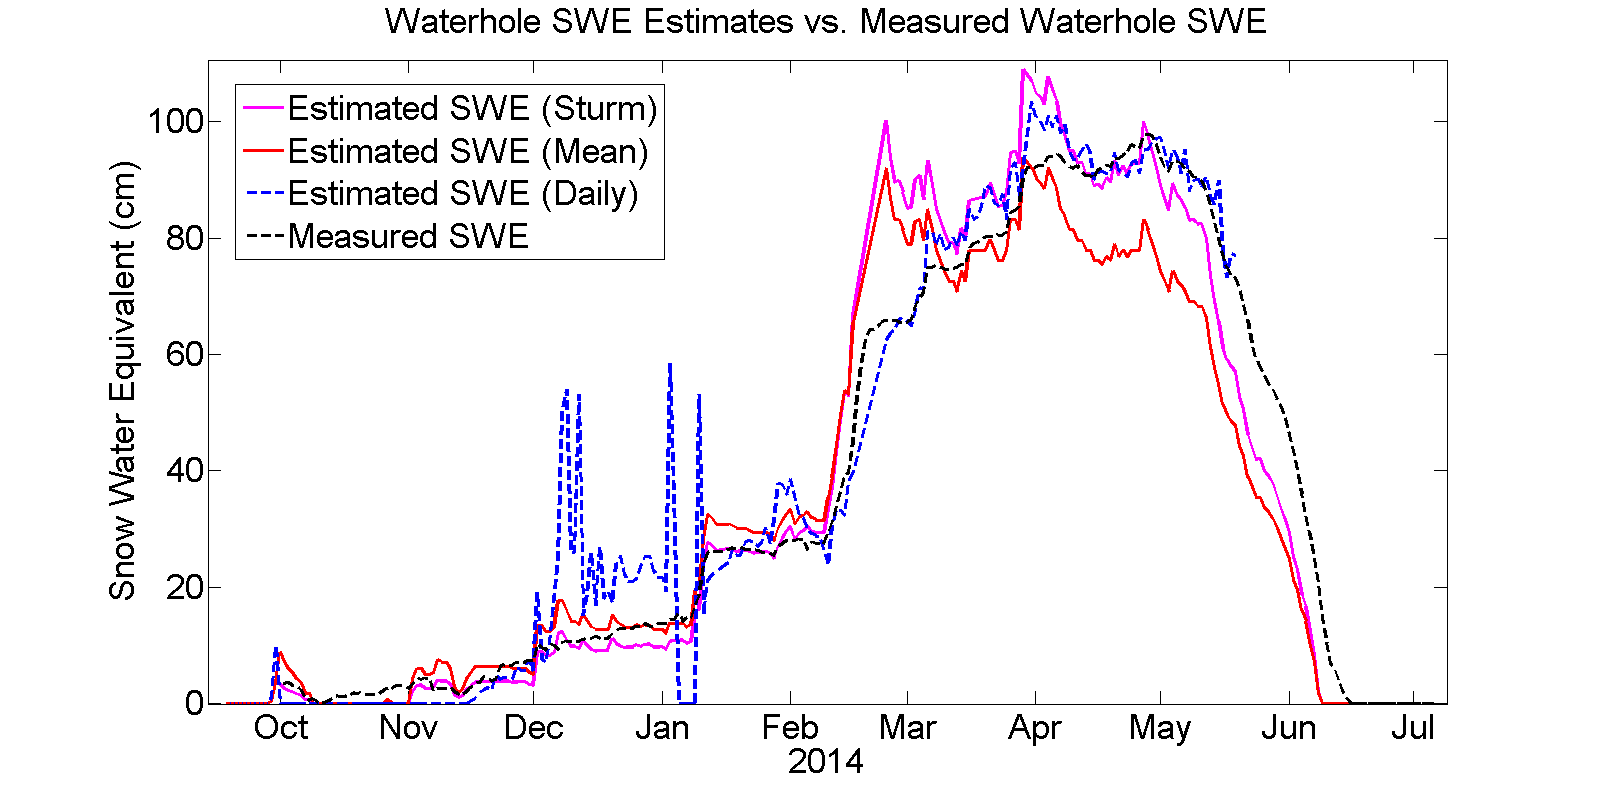 Waterhole SWE Estimates vs. Measured Waterhole SWE
Estimated SWE (Sturm)
Estimated SWE (Mean)
Estimated SWE (Daily)
Measured SWE
Snow Water Equivalent (cm)
100
80
60
40
20
0
Oct Nov Dec Jan Feb Mar Apr May Jun Jul
2014